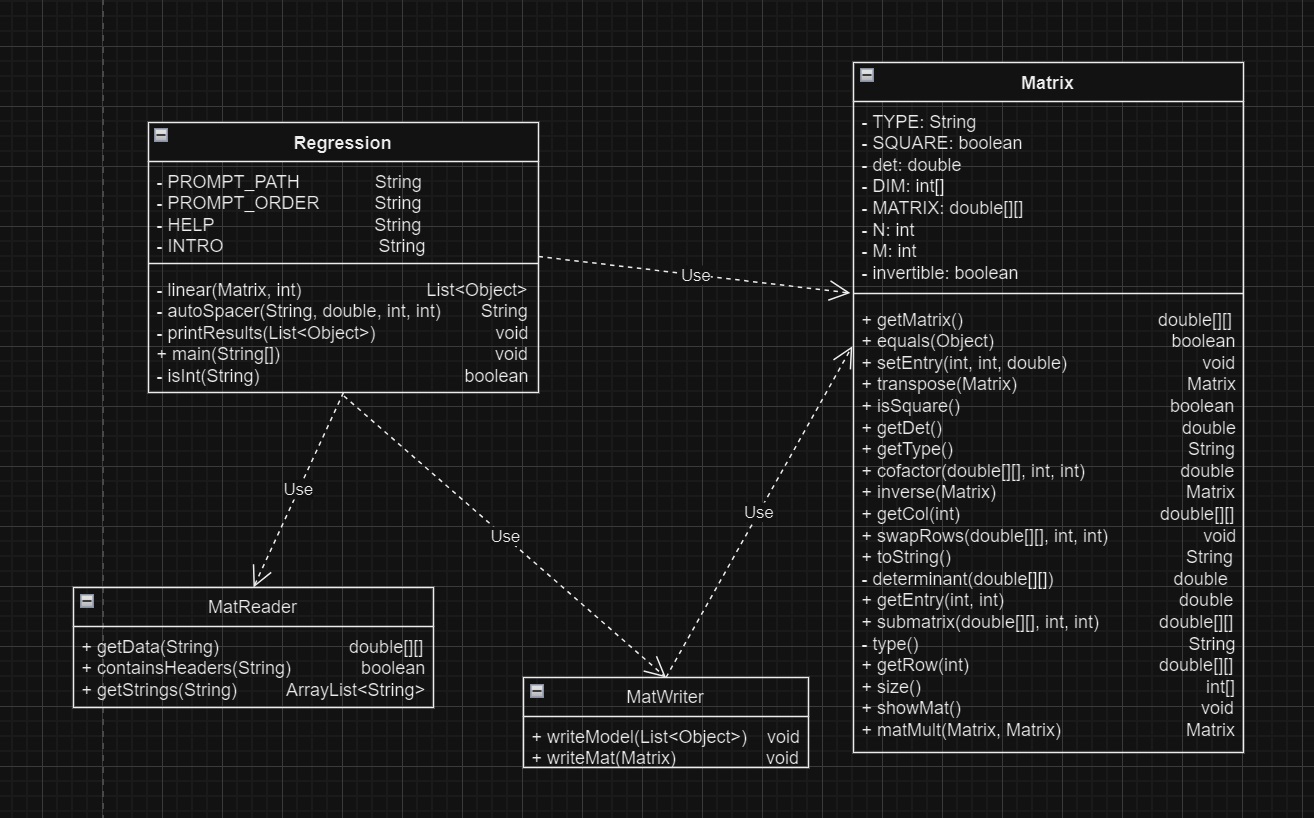 Regression
- PROMPT_PATH String
- PROMPT_ORDER String
- HELP String
- INTRO String
- linear(Matrix, int) List<Object>
- autoSpacer(String, double, int, int) String
- printResults(List<Object>) void
+ main(String[]) void
- isInt(String) boolean
Use
Use
Use
Use
MatReader
+ getData(String) double[][]
+ containsHeaders(String) boolean
+ getStrings(String) ArrayList<String>
MatWriter
+ writeModel(List<Object>) void
+ writeMat(Matrix) void
Matrix
- TYPE: String
- SQUARE: boolean
- det: double
- DIM: int[]
- MATRIX: double[][]
- N: int
- M: int
- invertible: boolean
+ getMatrix() double[][]
+ equals(Object) boolean
+ setEntry(int, int, double) void
+ transpose(Matrix) Matrix
+ isSquare() boolean
+ getDet() double
+ getType() String
+ cofactor(double[][], int, int) double
+ inverse(Matrix) Matrix
+ getCol(int) double[][]
+ swapRows(double[][], int, int) void
+ toString() String
- determinant(double[][]) double
+ getEntry(int, int) double
+ submatrix(double[][], int, int) double[][]
- type() String
+ getRow(int) double[][]
+ size() int[]
+ showMat() void
+ matMult(Matrix, Matrix) Matrix